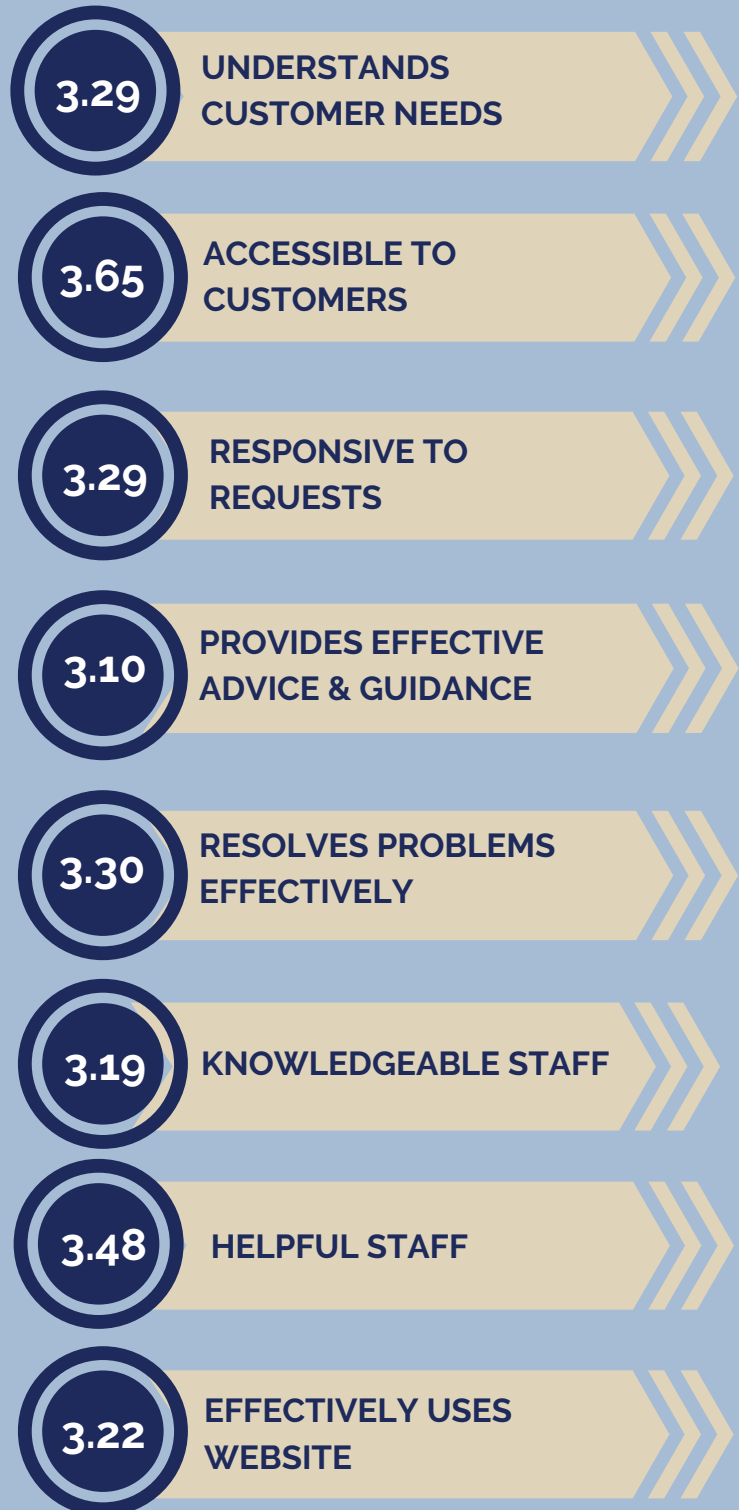 3.29
UNDERSTANDS
CUSTOMER NEEDS
3.65
ACCESSIBLE TO
CUSTOMERS
3.29
RESPONSIVE TO
REQUESTS
3.10
PROVIDES EFFECTIVE
ADVICE & GUIDANCE
3.30
RESOLVES PROBLEMS
EFFECTIVELY
3.19
KNOWLEDGEABLE STAFF
3.48
HELPFUL STAFF
3.22
EFFECTIVELY USES
WEBSITE